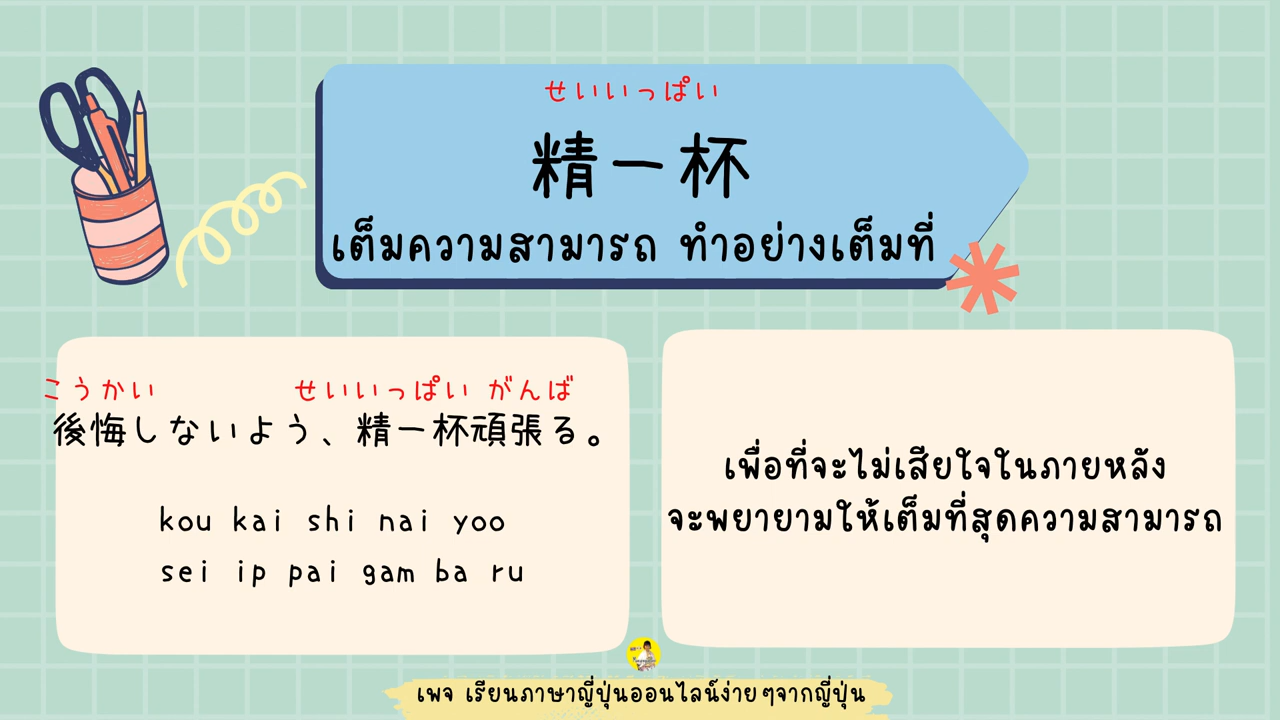 せいいっぱい
精一杯
เต็มความสามารถ ทำอย่างเต็มที่
こうかい せいいっぱい がんば
後悔しないよう、精一杯頑張る。
kou kai shi nai yoo
sei ip pai gam ba ru
เพื่อที่จะไม่เสียใจในภายหลัง
จะพยายามให้เต็มที่สุดความสามารถ
เพจ เรียนภาษาญี่ปุ่นออนไลน์ง่ายๆจากญี่ปุ่น